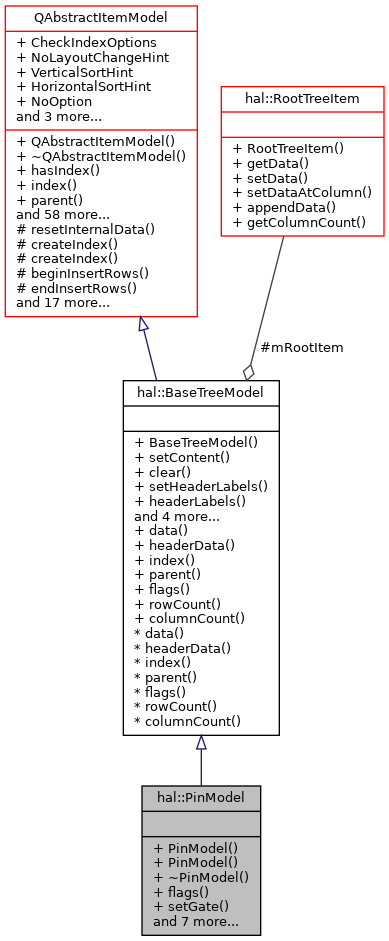 QAbstractItemModel
+ CheckIndexOptions
+ NoLayoutChangeHint
+ VerticalSortHint
+ HorizontalSortHint
+ NoOption
and 3 more...
+ QAbstractItemModel()
+ ~QAbstractItemModel()
+ hasIndex()
+ index()
+ parent()
and 58 more...
# resetInternalData()
# createIndex()
# createIndex()
# beginInsertRows()
# endInsertRows()
and 17 more...
hal::RootTreeItem
+ RootTreeItem()
+ getData()
+ setData()
+ setDataAtColumn()
+ appendData()
+ getColumnCount()
#mRootItem
hal::BaseTreeModel
+ BaseTreeModel()
+ setContent()
+ clear()
+ setHeaderLabels()
+ headerLabels()
and 4 more...
+ data()
+ headerData()
+ index()
+ parent()
+ flags()
+ rowCount()
+ columnCount()
* data()
* headerData()
* index()
* parent()
* flags()
* rowCount()
* columnCount()
hal::PinModel
+ PinModel()
+ PinModel()
+ ~PinModel()
+ flags()
+ setGate()
and 7 more...